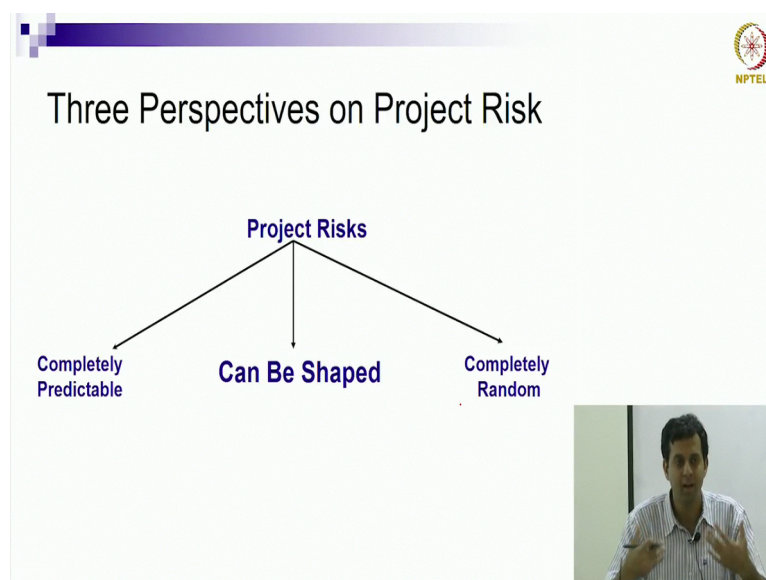 NPTEL
Three Perspectives on Project Risk
Project Risks
Completely
Predictable
Can Be Shaped
Completely
Random